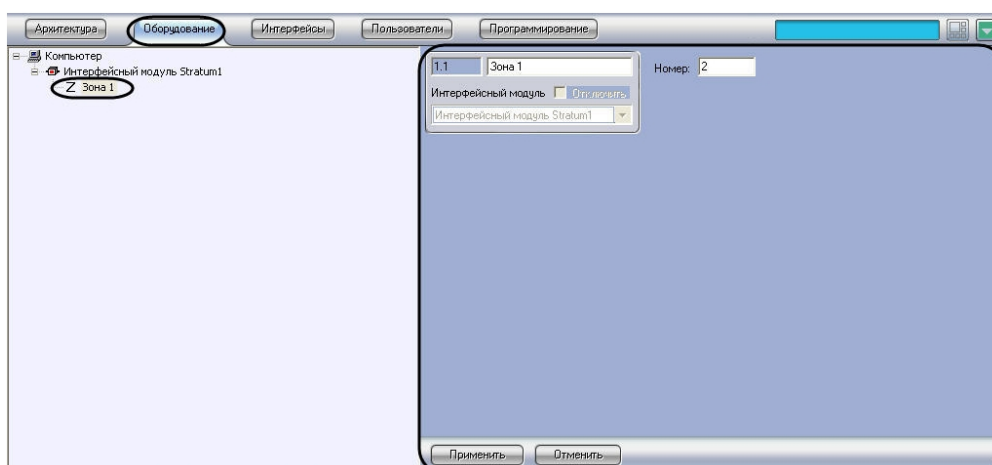 Архитектура Оборудование Интерфейсы Пользователи Программирование
Компьютер
Интерфейсный модуль Stratum1
Z Зона 1
1.1 Зона 1 Номер: 2
Интерфейсный модуль Отключить
Интерфейсный модуль Stratum1
Применить Отменить